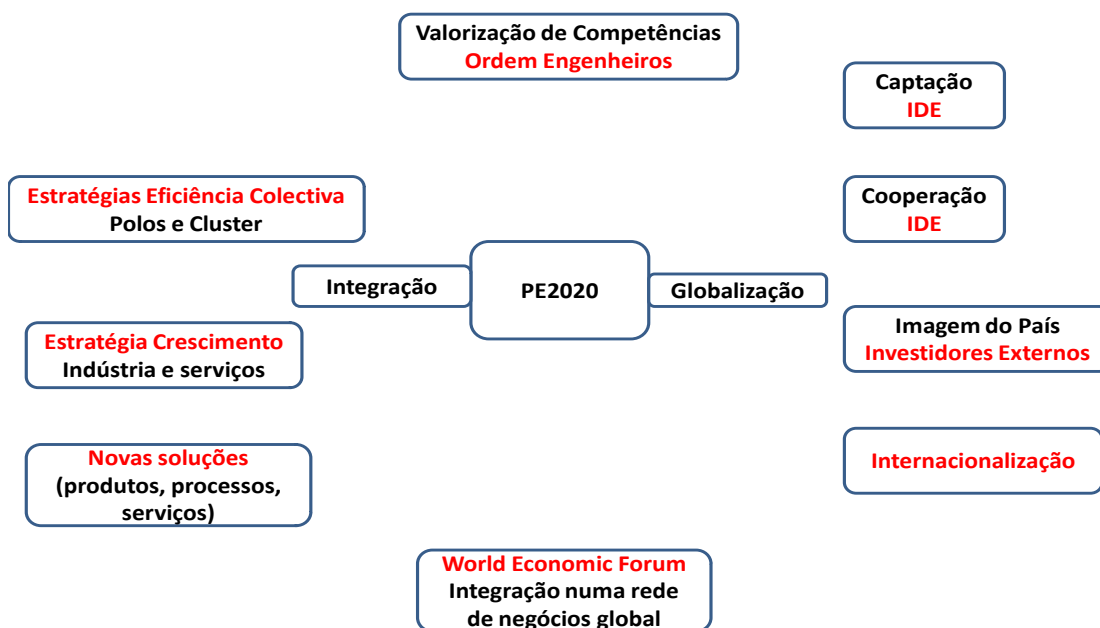 Valorização de Competências
Ordem Engenheiros
Captação
IDE
Estratégias Eficiência Colectiva
Polos e Cluster
Cooperação
IDE
Integração
PE2020
Globalização
Estratégia Crescimento
Indústria e serviços
Imagem do País
Investidores Externos
Novas soluções
(produtos, processos,
serviços)
Internacionalização
World Economic Forum
Integração numa rede
de negócios global